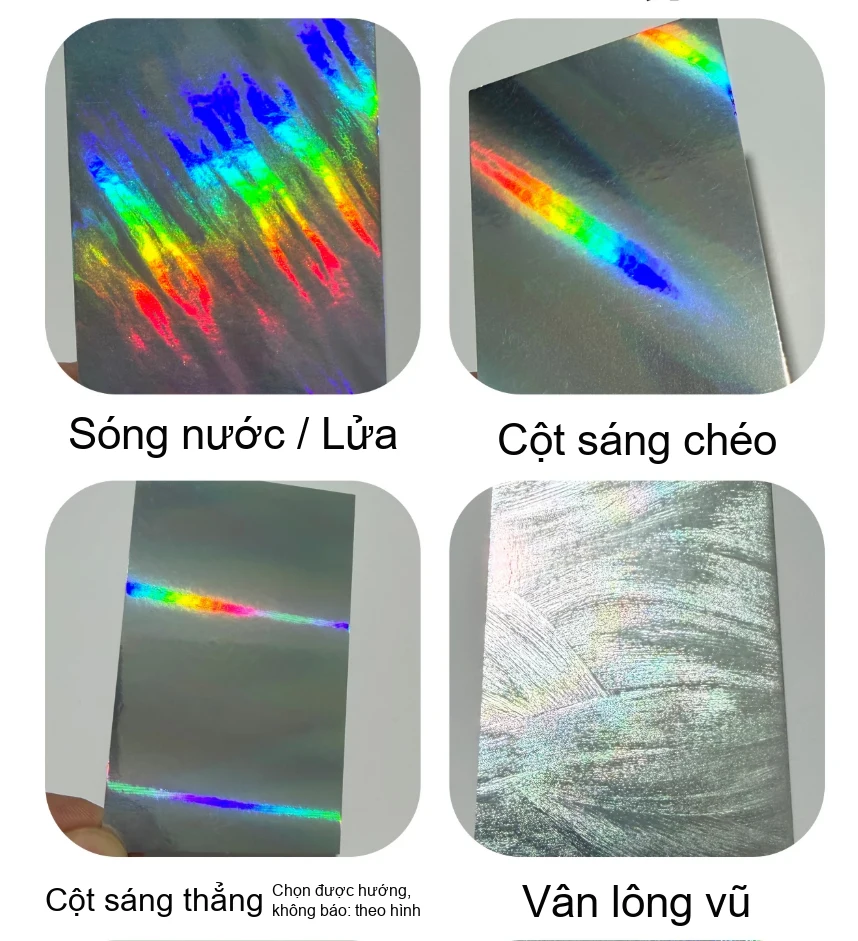 Sóng nước / Lửa
Cột sáng chéo
Cột sáng thẳng
Chọn được hướng,
không báo: theo hình
Vân lông vũ